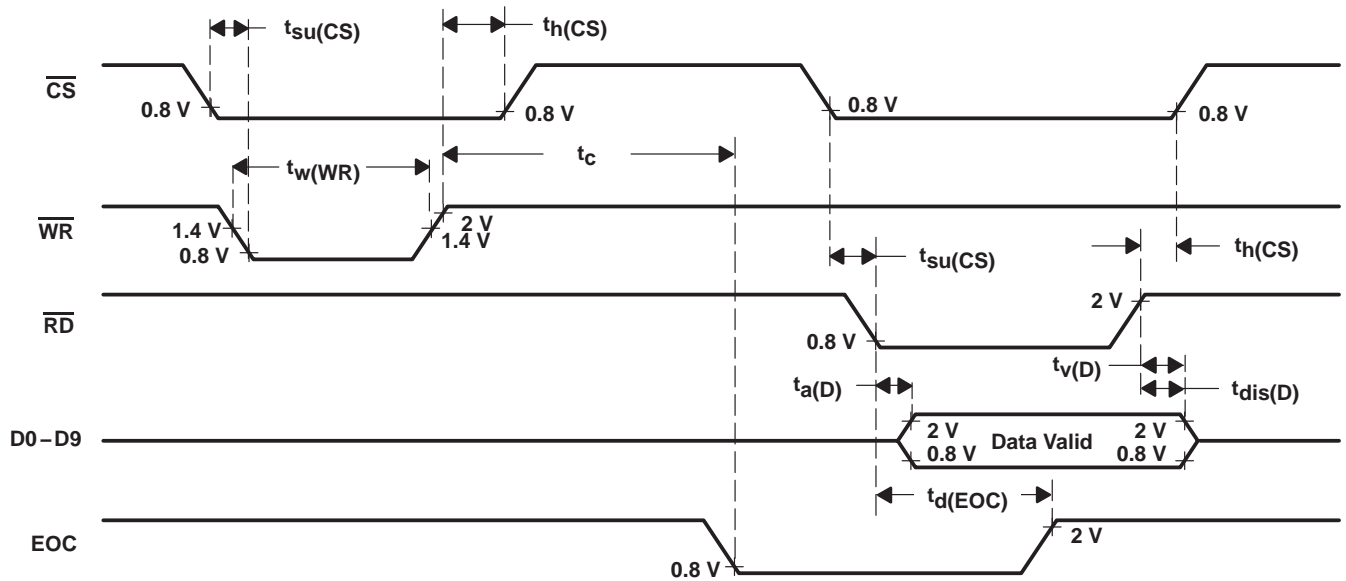 tsu(CS)
th(CS)
CS
0.8 V
0.8 V
0.8 V
0.8 V
tw(WR)
tc
WR
1.4 V
0.8 V
2 V
1.4 V
tsu(CS)
th(CS)
RD
0.8 V
2 V
ta(D)
tv(D)
tdis(D)
D0–D9
2 V
Data Valid
2 V
0.8 V
0.8 V
td(EOC)
EOC
0.8 V
2 V